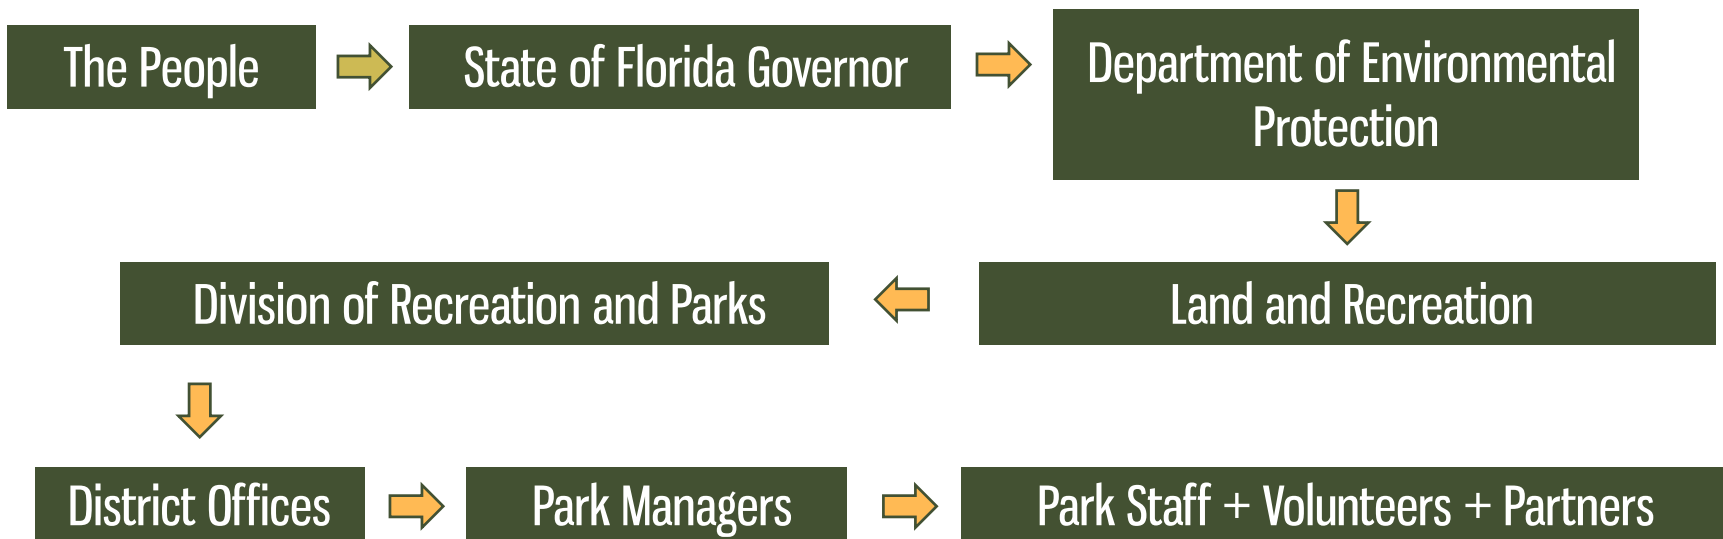 The People
State of Florida Governor
Department of Environmental
Protection
Land and Recreation
Division of Recreation and Parks
District Offices
Park Managers
Park Staff + Volunteers + Partners